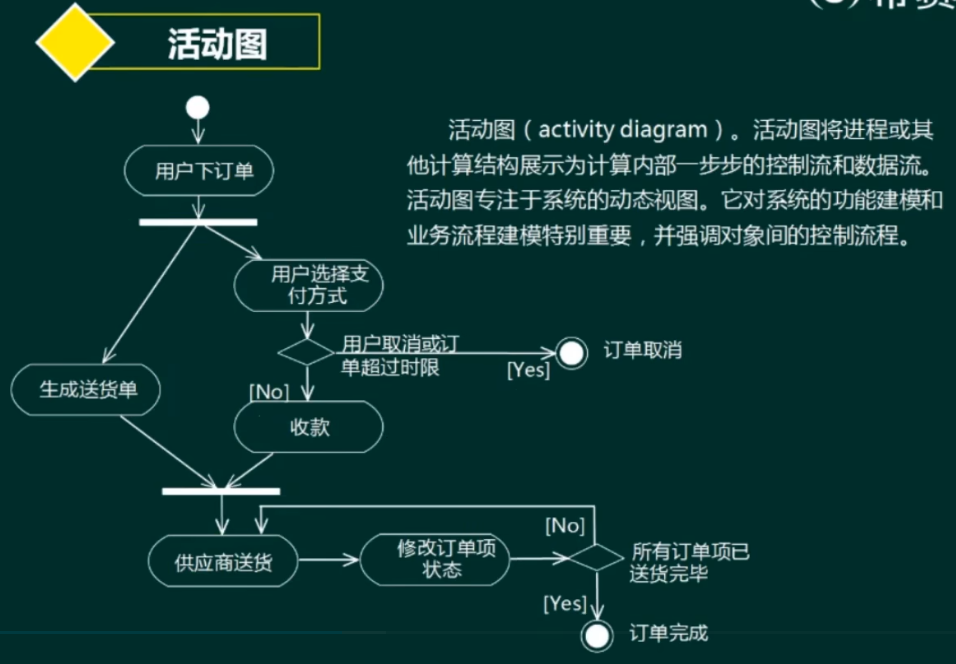 活动图
活动图（activity diagram）。活动图将进程或其
他计算结构展示为计算内部一步步的控制流和数据流。
活动图专注于系统的动态视图。它对系统的功能建模和
业务流程建模特别重要，并强调对象间的控制流程。
用户下订单
用户选择支
付方式
用户取消或订
单超过时限
[Yes]
订单取消
生成送货单
[No]
收款
供应商送货
修改订单项
状态
[No]
所有订单项已
送货完毕
[Yes]
订单完成